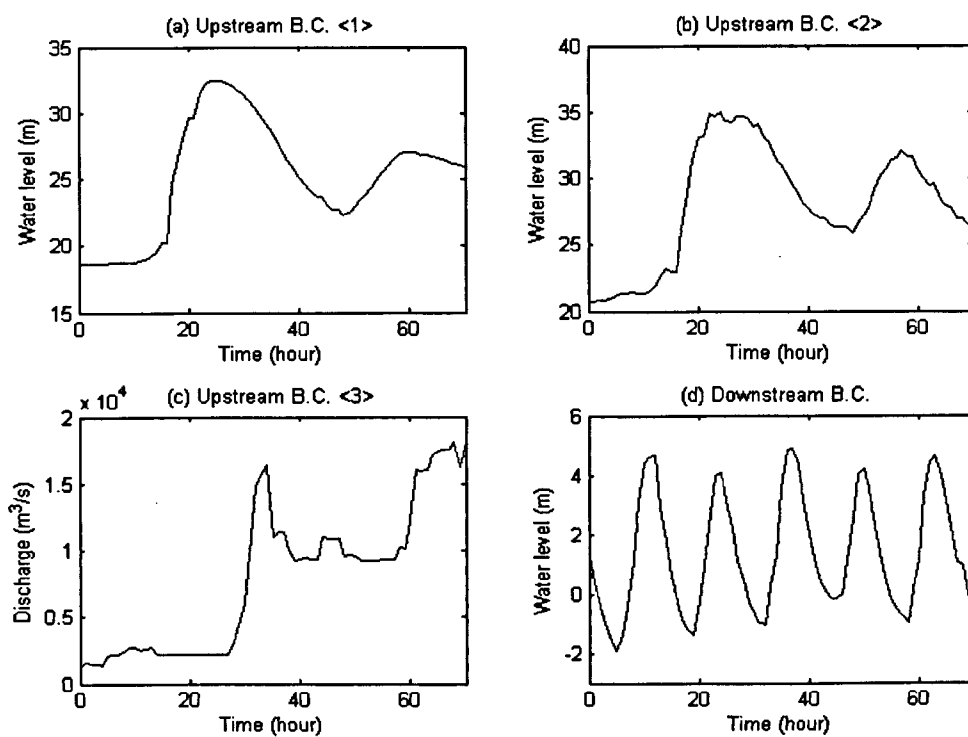 (a) Upstream B.C. <1>
35
30
25
20
15
Water level (m)
0 20 40 60
Time (hour)
(b) Upstream B.C. <2>
40
35
30
25
20
Water level (m)
0 20 40 60
Time (hour)
(c) Upstream B.C. <3>
x 10^4
2
1.5
1
0.5
0
Discharge (m^3/s)
0 20 40 60
Time (hour)
(d) Downstream B.C.
6
4
2
0
-2
Water level (m)
0 20 40 60
Time (hour)